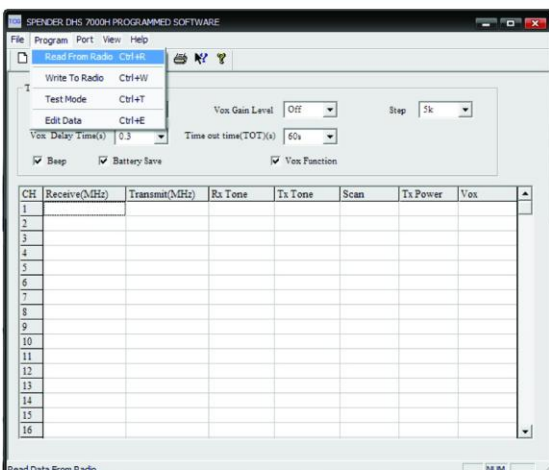 SPENDER DHS 7000H PROGRAMMED SOFTWARE
File Program Port View Help
Read From Radio Ctrl+R
Write To Radio Ctrl+W
Test Mode Ctrl+T
Edit Data Ctrl+E
T
Vox Gain Level Off Step 5k
Vox Delay Time(s) 0.3 Time out time(TOT)(s) 60s
Beep Battery Save Vox Function
CH Receive(MHz) Transmit(MHz) Rx Tone Tx Tone Scan Tx Power Vox
1
2
3
4
5
6
7
8
9
10
11
12
13
14
15
16
Read Data From Radio NUM